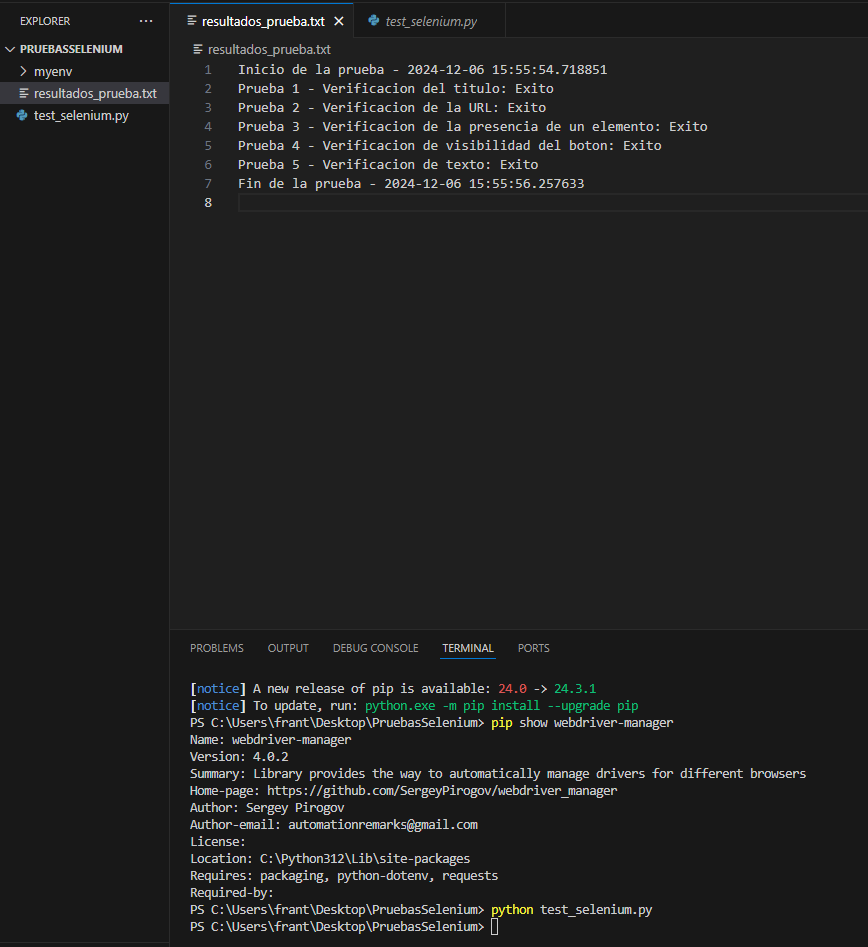 EXPLORER ···
PRUEBASSELENIUM
myenv
resultados_prueba.txt
test_selenium.py
resultados_prueba.txt test_selenium.py
resultados_prueba.txt
1 Inicio de la prueba - 2024-12-06 15:55:54.718851
2 Prueba 1 - Verificacion del titulo: Exito
3 Prueba 2 - Verificacion de la URL: Exito
4 Prueba 3 - Verificacion de la presencia de un elemento: Exito
5 Prueba 4 - Verificacion de visibilidad del boton: Exito
6 Prueba 5 - Verificacion de texto: Exito
7 Fin de la prueba - 2024-12-06 15:55:56.257633
8
PROBLEMS OUTPUT DEBUG CONSOLE TERMINAL PORTS
[notice] A new release of pip is available: 24.0 -> 24.3.1
[notice] To update, run: python.exe -m pip install --upgrade pip
PS C:\Users\frant\Desktop\PruebasSelenium> pip show webdriver-manager
Name: webdriver-manager
Version: 4.0.2
Summary: Library provides the way to automatically manage drivers for different browsers
Home-page: https://github.com/SergeyPirogov/webdriver_manager
Author: Sergey Pirogov
Author-email: automationremarks@gmail.com
License:
Location: C:\Python312\Lib\site-packages
Requires: packaging, python-dotenv, requests
Required-by:
PS C:\Users\frant\Desktop\PruebasSelenium> python test_selenium.py
PS C:\Users\frant\Desktop\PruebasSelenium>